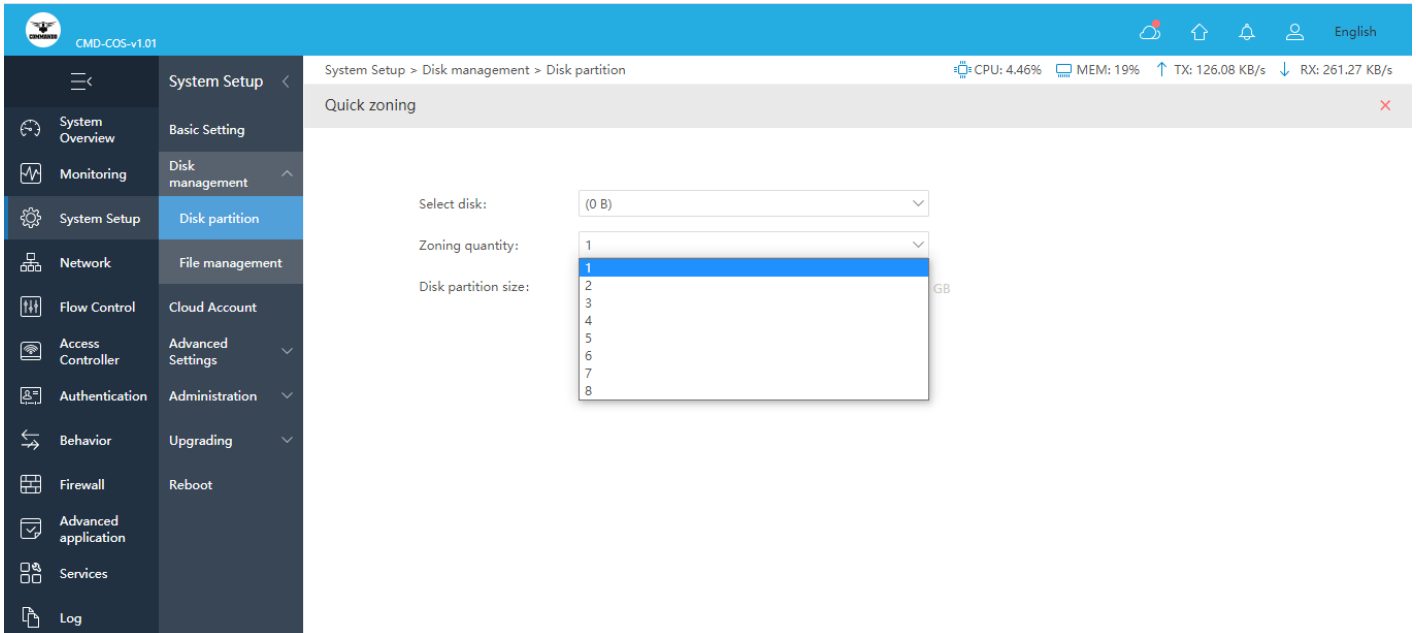 COMMANDO
CMD-COS-v1.01
English
System Setup > Disk management > Disk partition
CPU: 4.46% MEM: 19% TX: 126.08 KB/s RX: 261.27 KB/s
System Setup
Quick zoning
System
Overview
Monitoring
System Setup
Network
Flow Control
Access
Controller
Authentication
Behavior
Firewall
Advanced
application
Services
Log
Basic Setting
Disk
management
Disk partition
File management
Cloud Account
Advanced
Settings
Administration
Upgrading
Reboot
Select disk: (0 B)
Zoning quantity: 1
1
Disk partition size: 2
GB
3
4
5
6
7
8